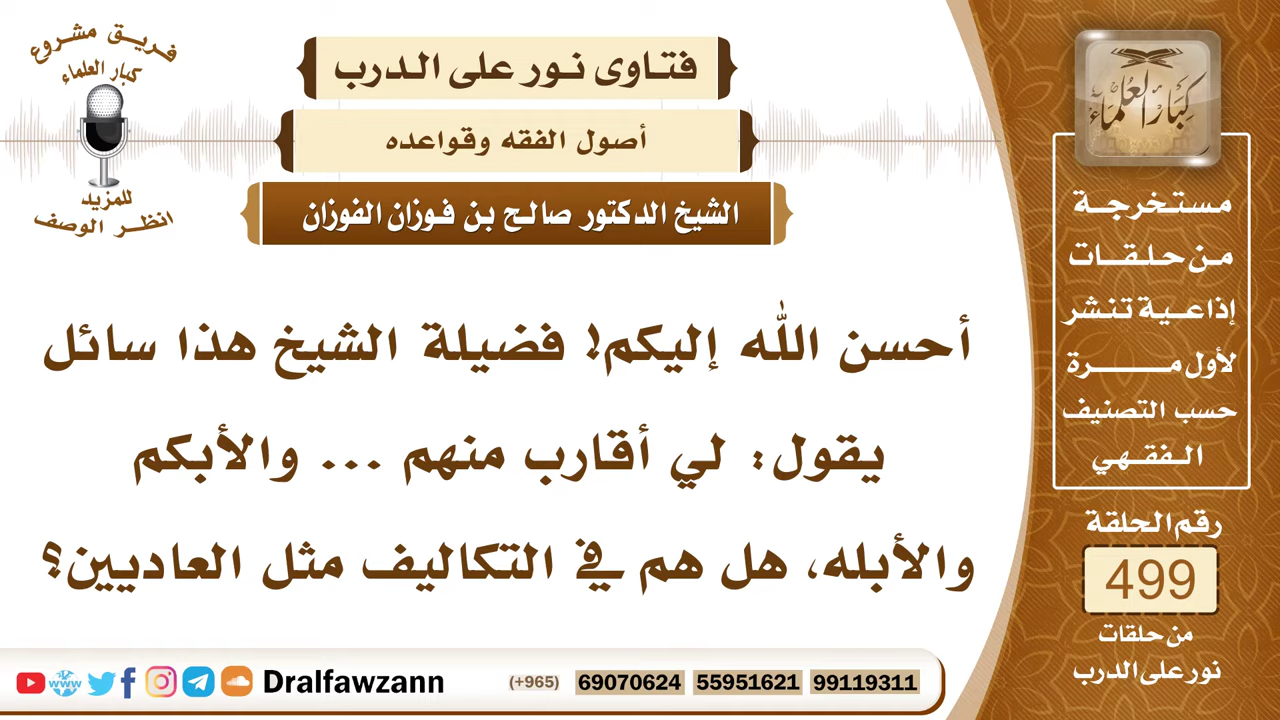 فريق مشروع
كبار العلماء
للمزيد
انظر الوصف
فتاوى نور على الدرب
أصول الفقه وقواعده
الشيخ الدكتور صالح بن فوزان الفوزان
أحسن الله إليكم! فضيلة الشيخ هذا سائل
يقول: لي أقارب منهم ... والأبكم
والأبله، هل هم في التكاليف مثل العاديين؟
كبار العلماء
مستخرجة
من حلقات
إذاعية تنشر
لأول مرة
حسب التصنيف
الفقهي
رقم الحلقة
499
من حلقات
نور على الدرب
www
Dralfawzann
(+965) 69070624 55951621 99119311